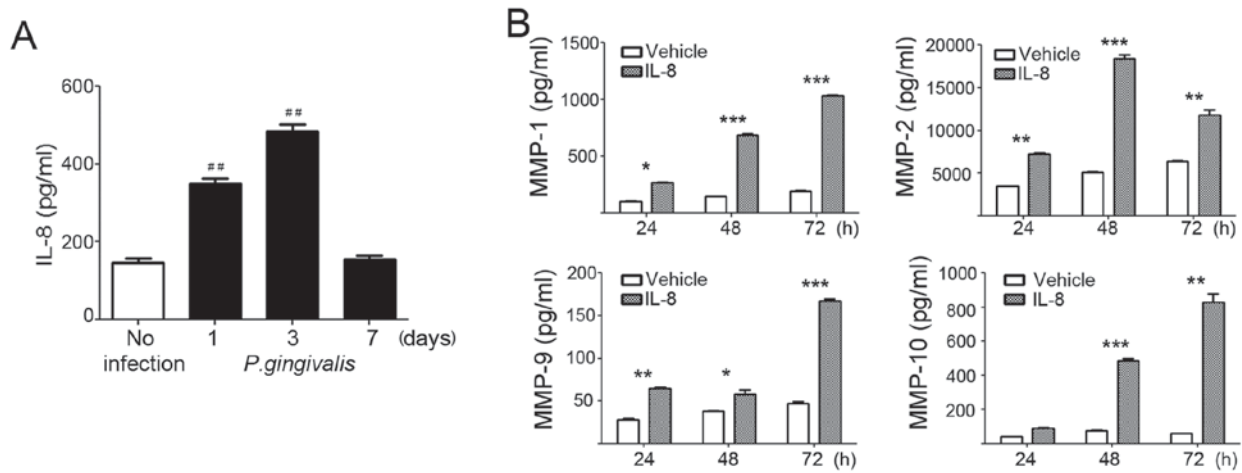 A
IL-8 (pg/ml)
600
400
200
0
##
##
No infection
1
3
7
(days)
P.gingivalis
B
MMP-1 (pg/ml)
1500
1000
500
Vehicle
IL-8
*
***
***
24
48
72
(h)
MMP-2 (pg/ml)
20000
15000
10000
5000
Vehicle
IL-8
**
***
**
24
48
72
(h)
MMP-9 (pg/ml)
200
150
100
50
Vehicle
IL-8
**
*
***
24
48
72
(h)
MMP-10 (pg/ml)
1000
800
600
400
200
Vehicle
IL-8
***
**
24
48
72
(h)